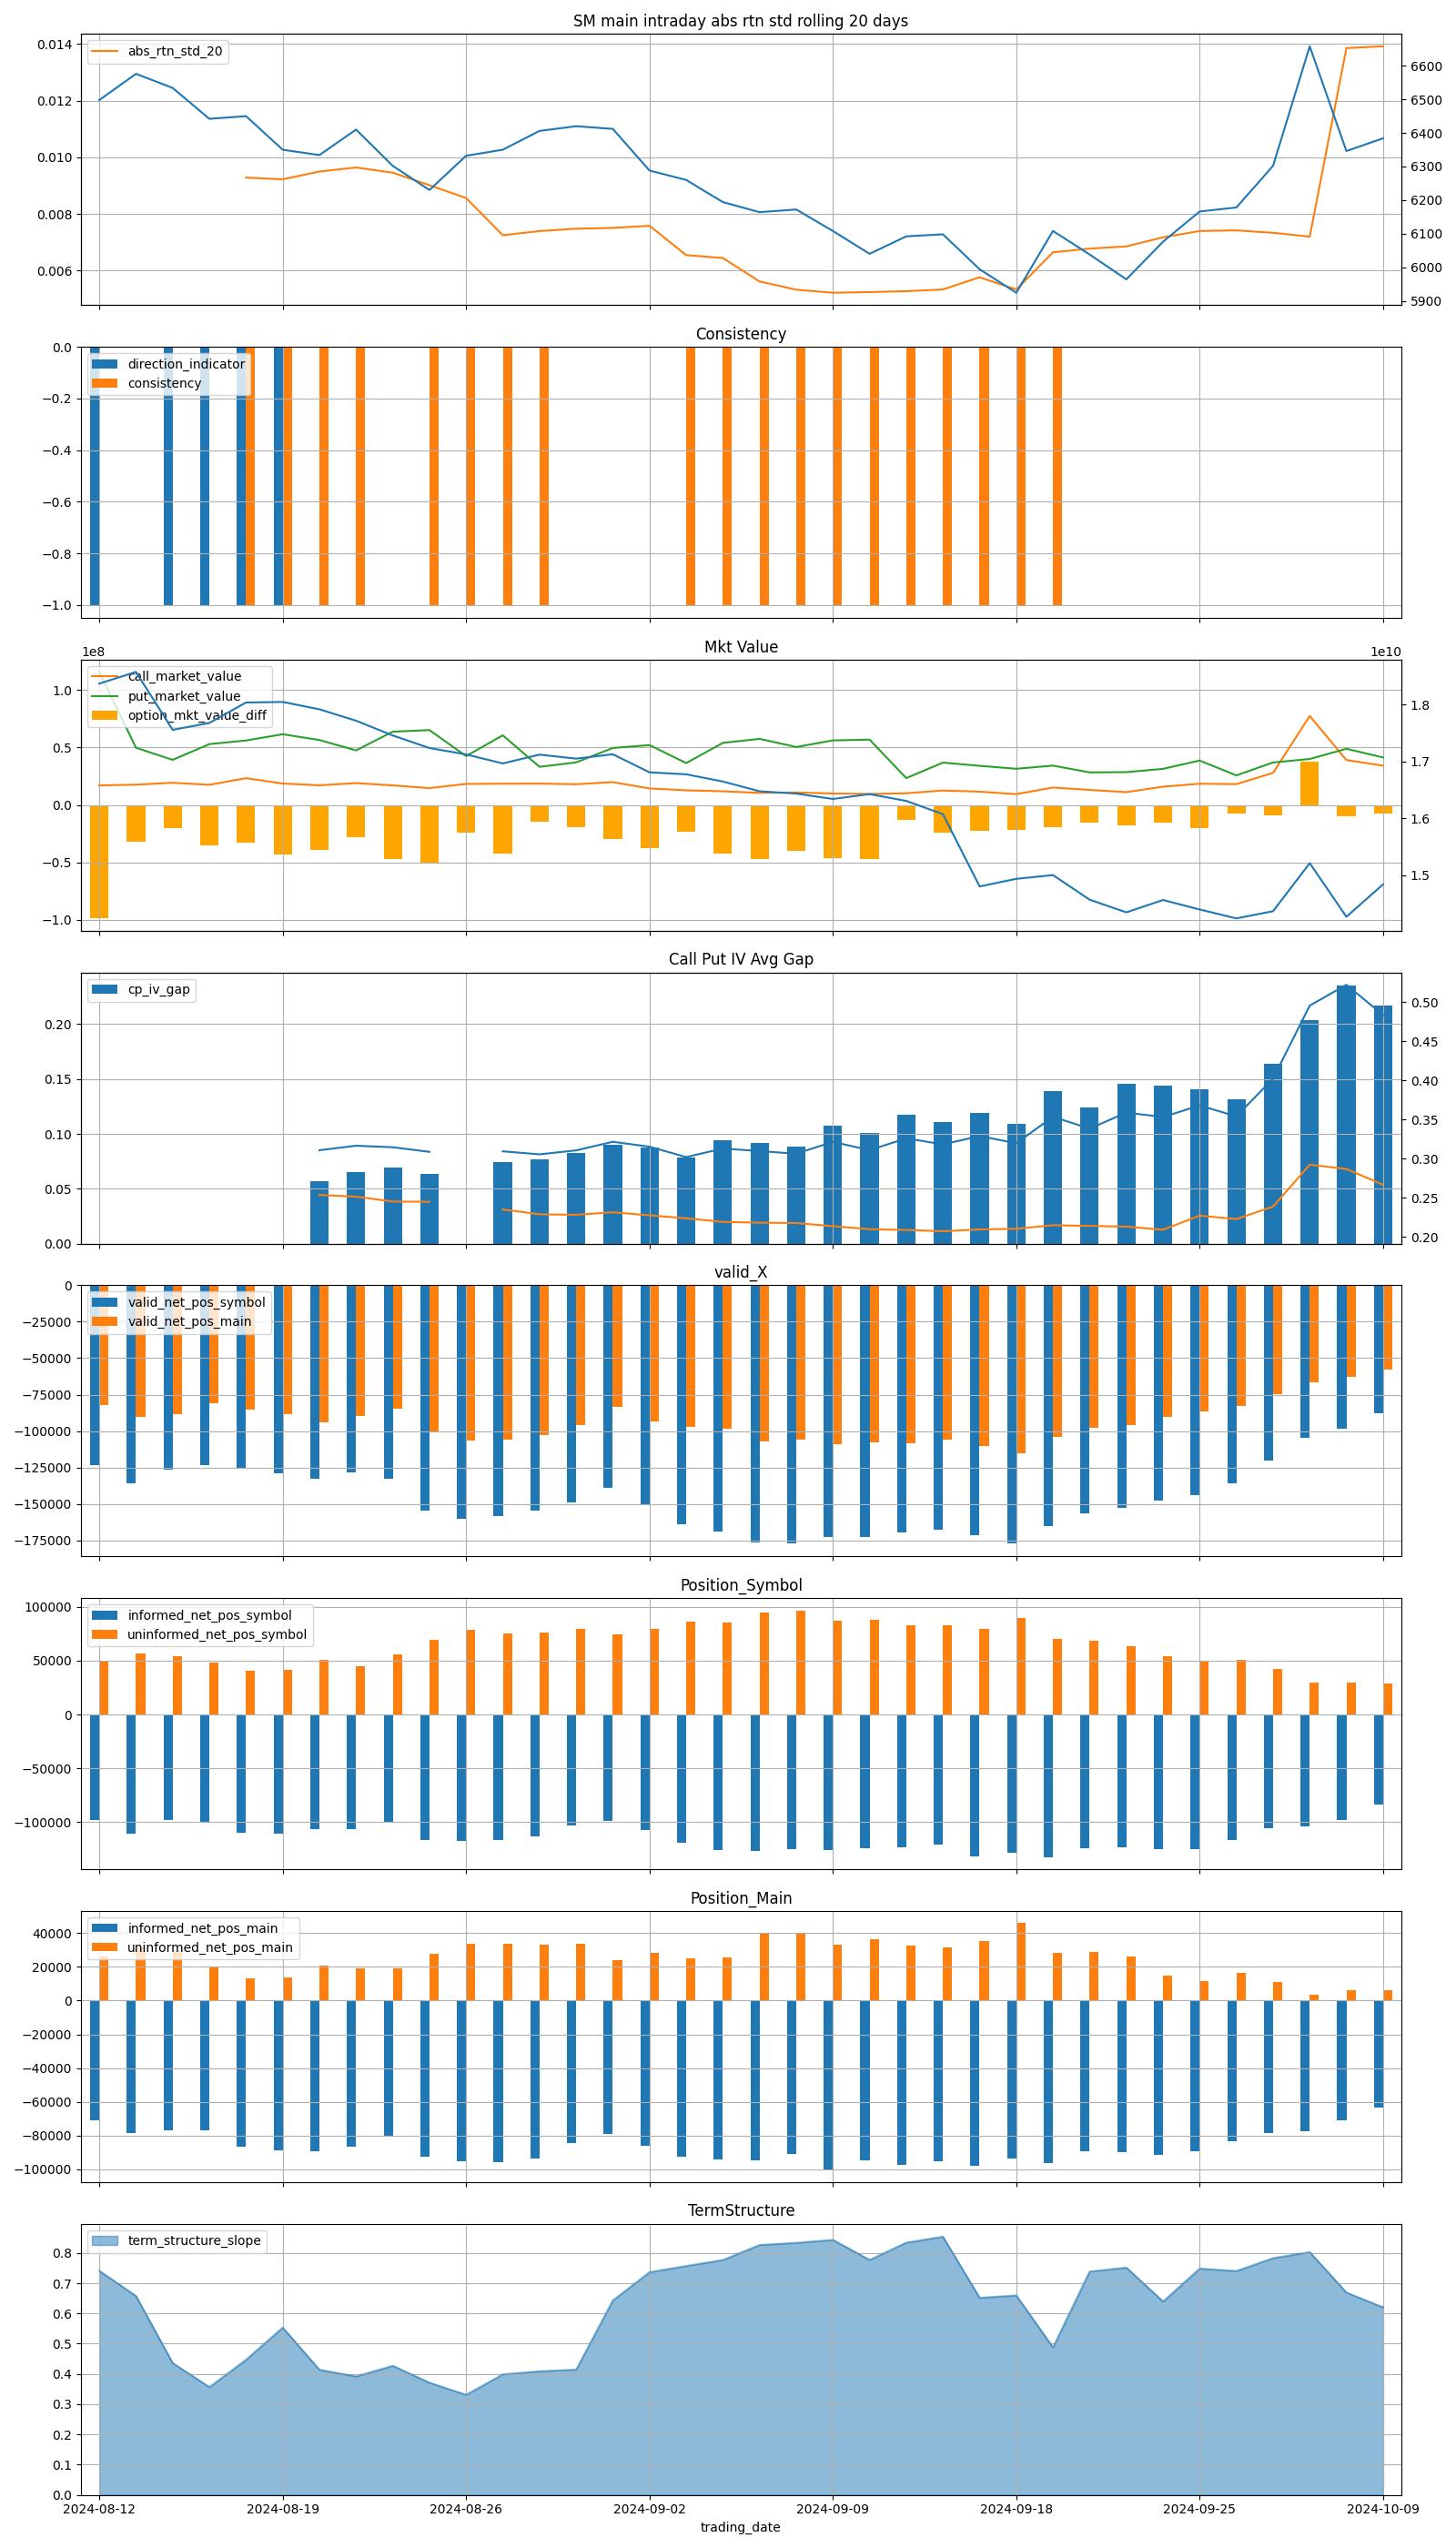 SM main intraday abs rtn std rolling 20 days
abs_rtn_std_20
0.014
0.012
0.010
0.008
0.006
6600
6500
6400
6300
6200
6100
6000
5900
Consistency
direction_indicator
consistency
0.0
−0.2
−0.4
−0.6
−0.8
−1.0
Mkt Value
1e8
1e10
call_market_value
put_market_value
option_mkt_value_diff
1.0
0.5
0.0
−0.5
−1.0
1.8
1.7
1.6
1.5
Call Put IV Avg Gap
cp_iv_gap
0.20
0.15
0.10
0.05
0.00
0.50
0.45
0.40
0.35
0.30
0.25
0.20
valid_X
valid_net_pos_symbol
valid_net_pos_main
0
−25000
−50000
−75000
−100000
−125000
−150000
−175000
Position_Symbol
informed_net_pos_symbol
uninformed_net_pos_symbol
100000
50000
0
−50000
−100000
Position_Main
informed_net_pos_main
uninformed_net_pos_main
40000
20000
0
−20000
−40000
−60000
−80000
−100000
TermStructure
term_structure_slope
0.8
0.7
0.6
0.5
0.4
0.3
0.2
0.1
0.0
2024-08-12 2024-08-19 2024-08-26 2024-09-02 2024-09-09 2024-09-18 2024-09-25 2024-10-09
trading_date